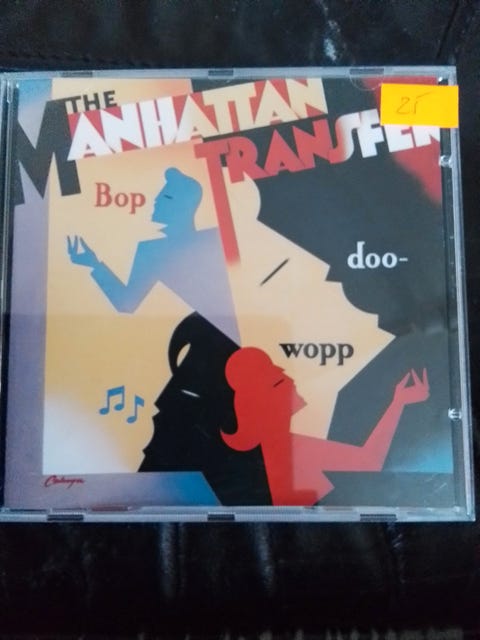 THE
MANHATTAN
TRANSFER
25
Bop
doo-
wopp